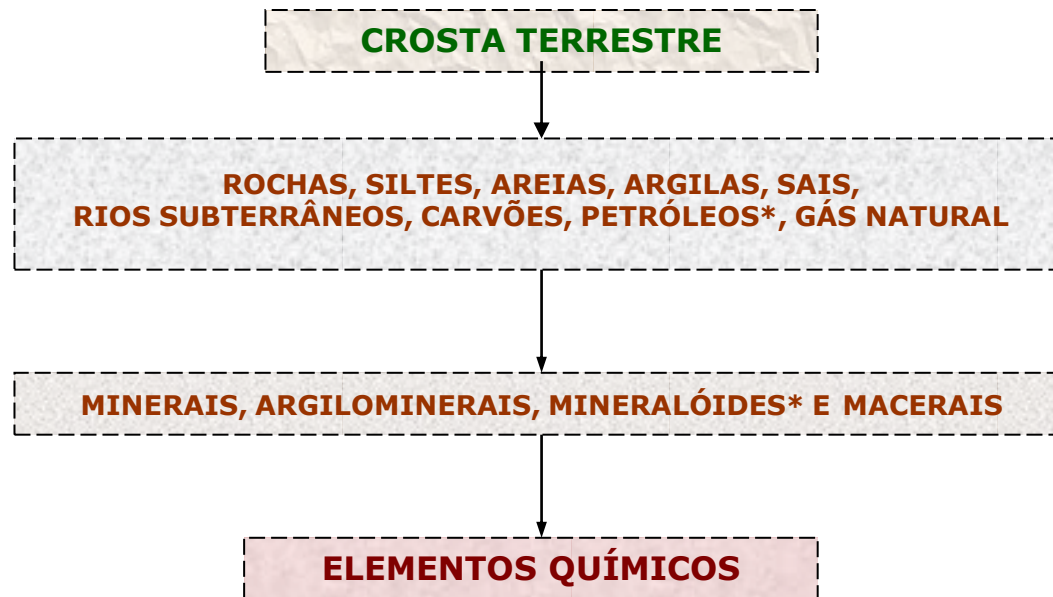 CROSTA TERRESTRE
ROCHAS, SILTES, AREIAS, ARGILAS, SAIS,
RIOS SUBTERRÂNEOS, CARVÕES, PETRÓLEOS*, GÁS NATURAL
MINERAIS, ARGILOMINERAIS, MINERALÓIDES* E MACERAIS
ELEMENTOS QUÍMICOS